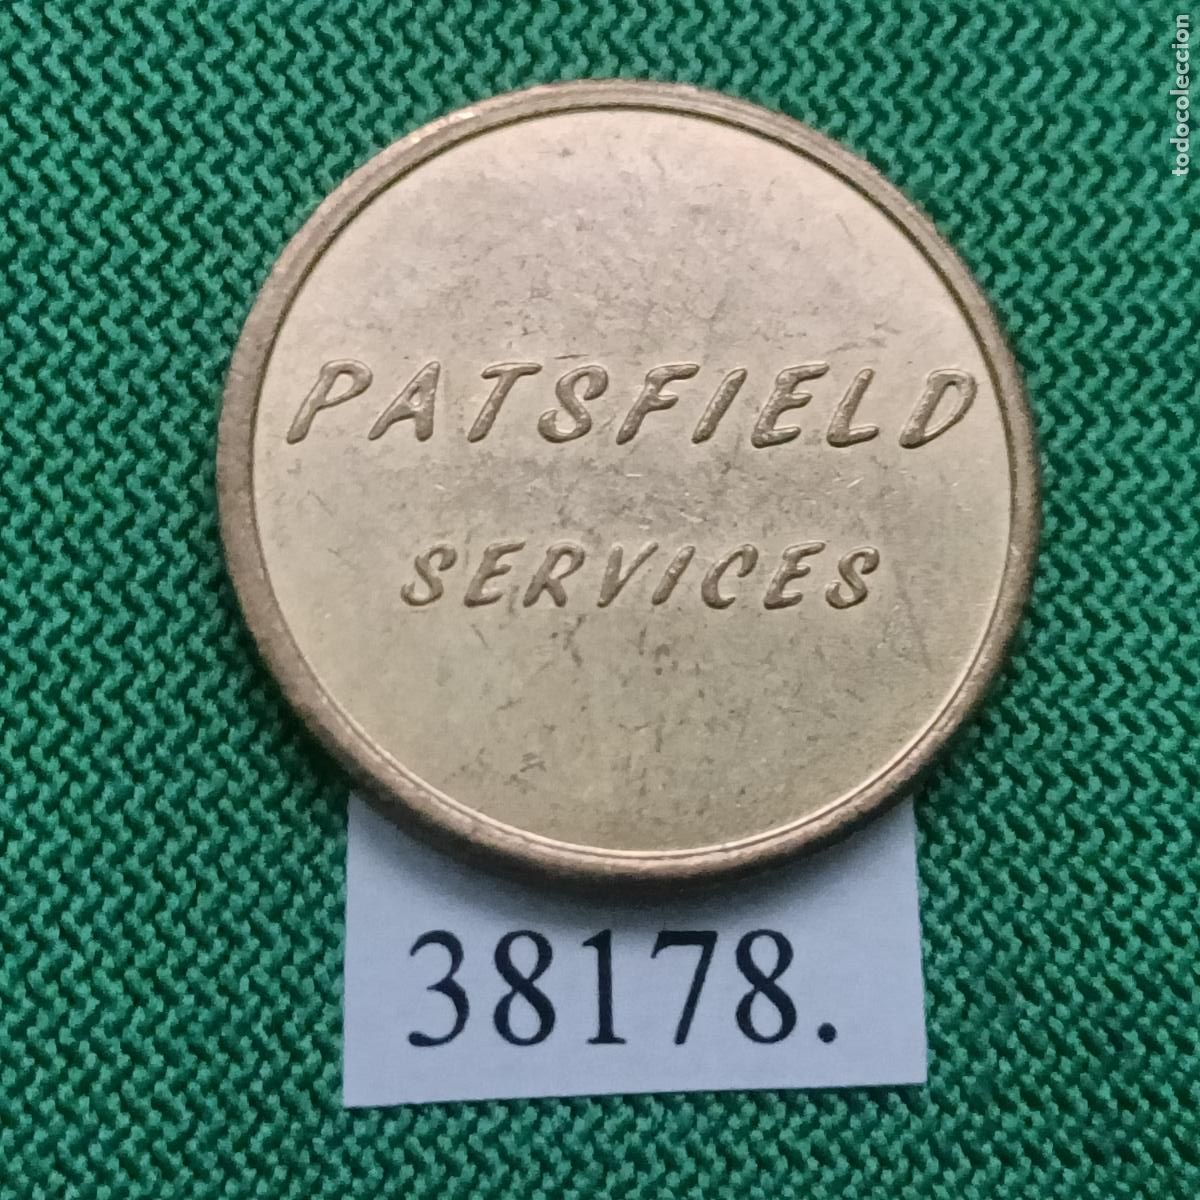 PATSFIELD
SERVICES
38178.
todocoleccion